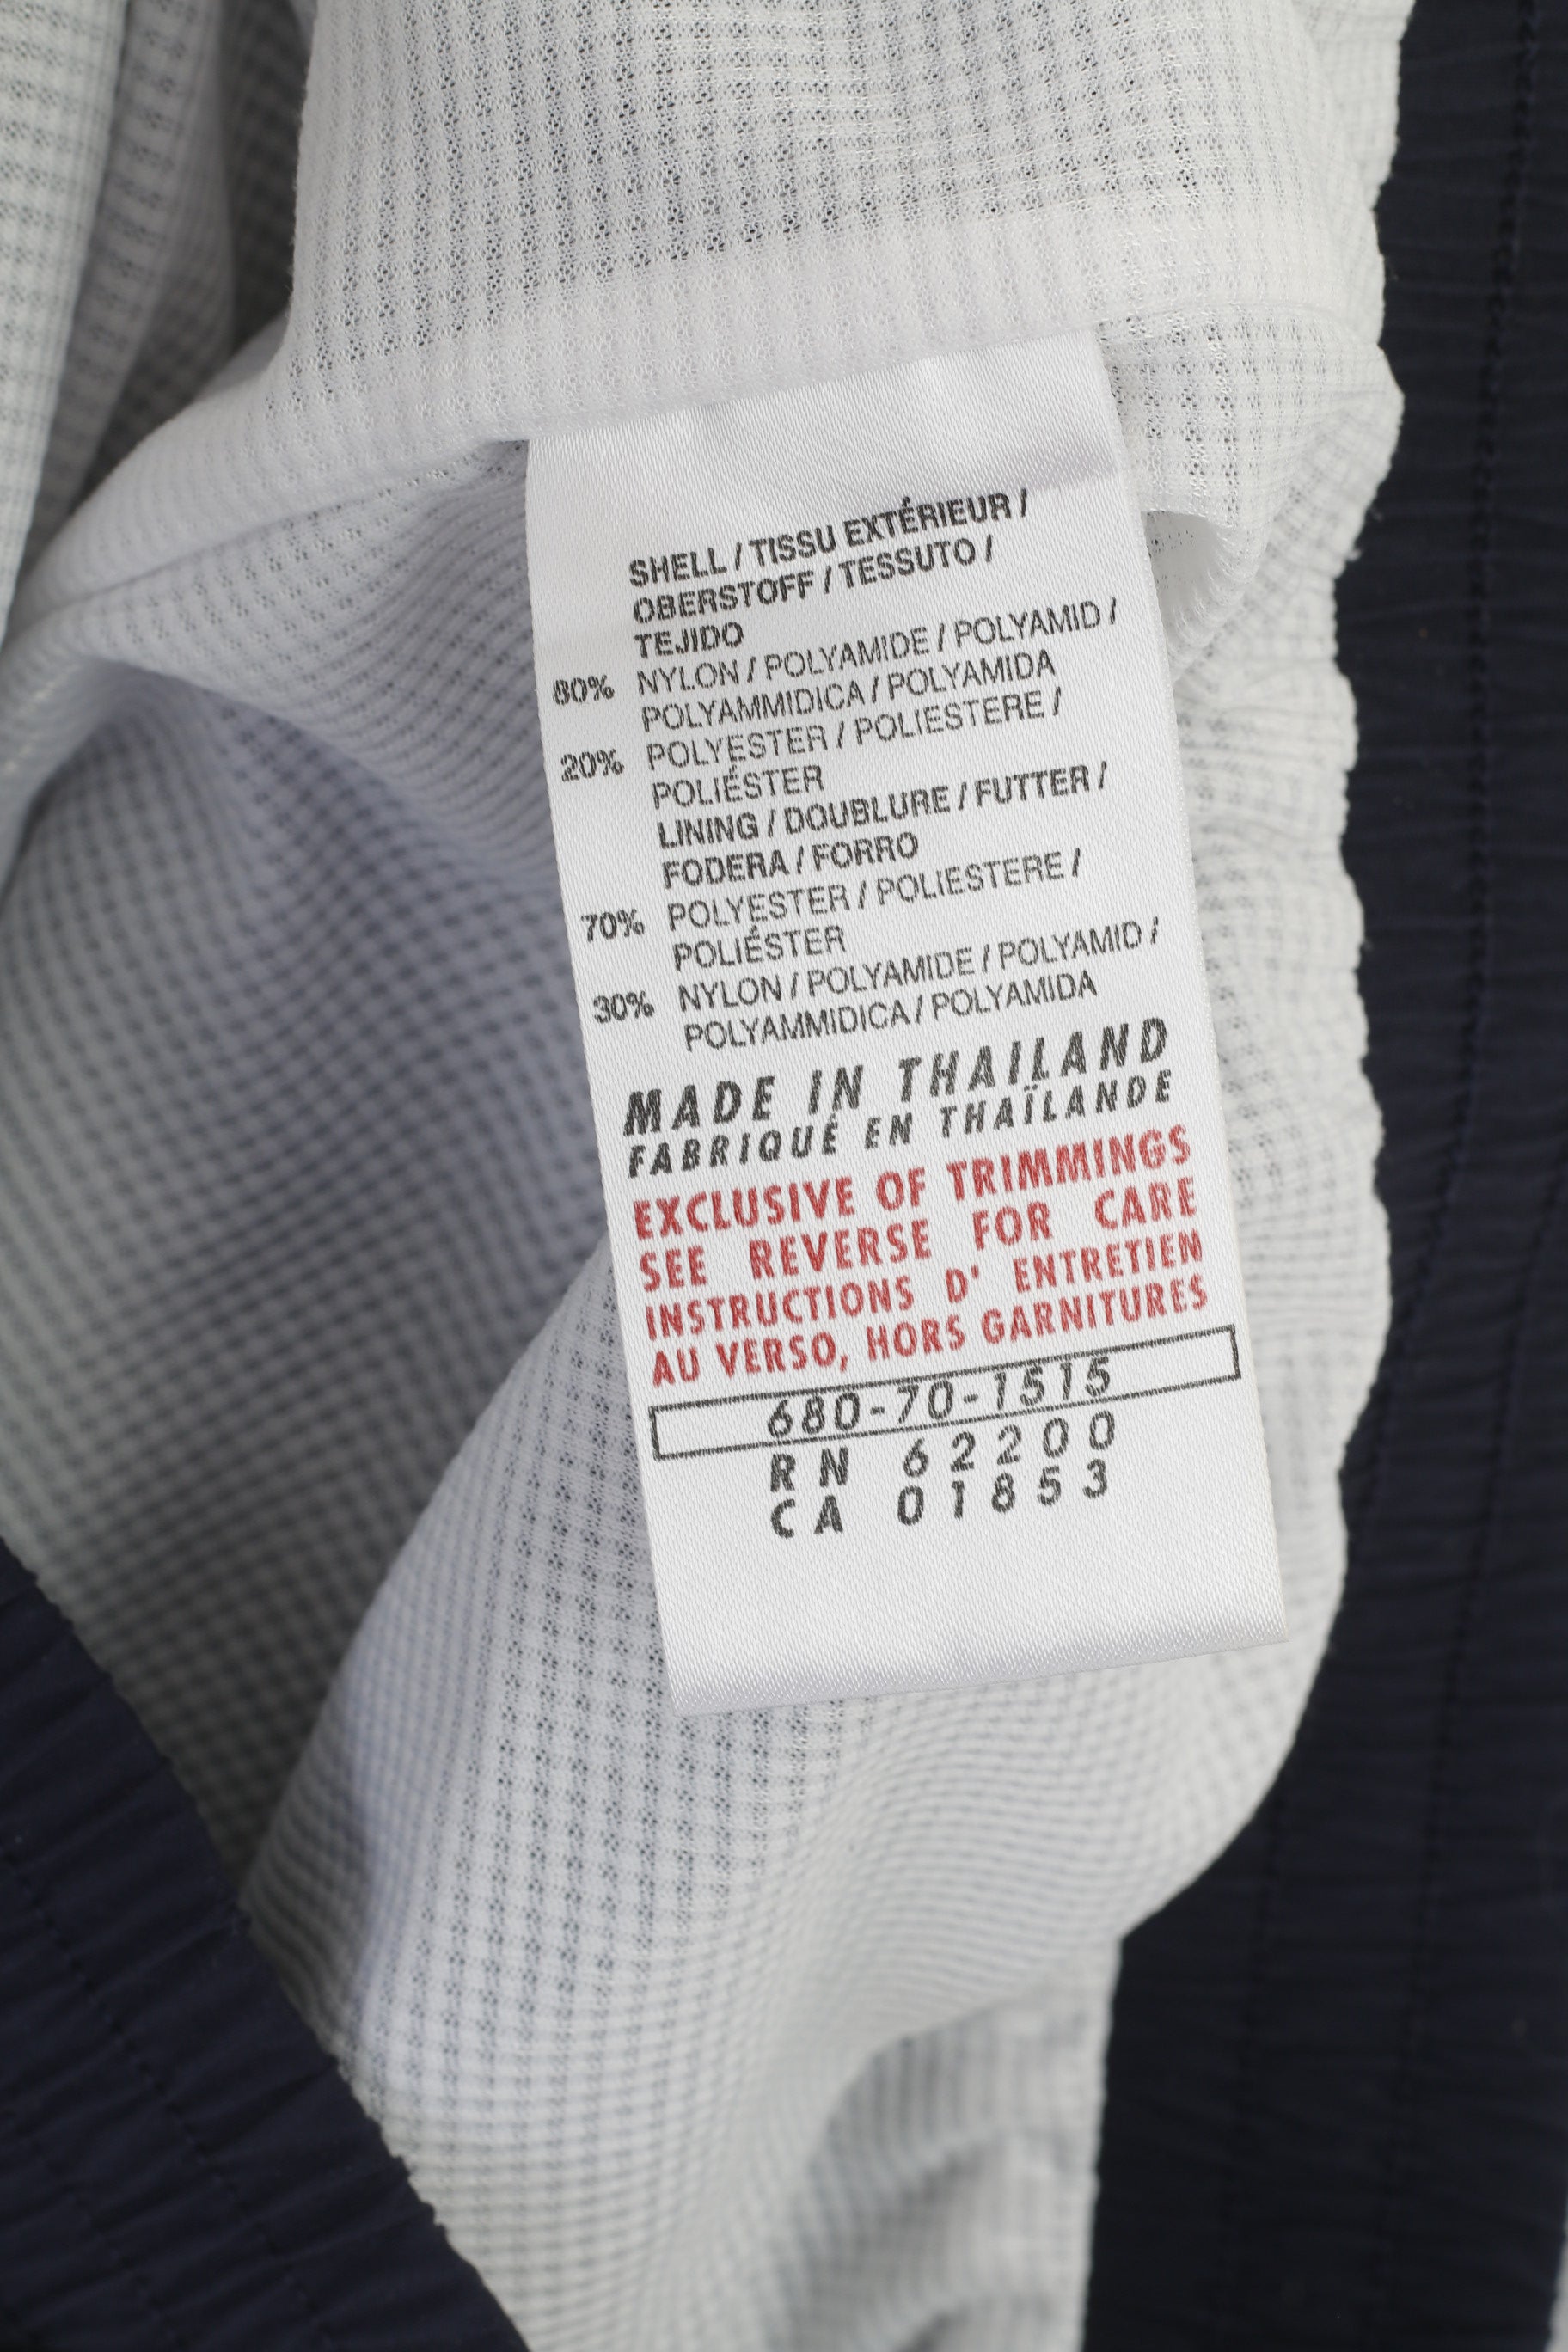 SHELL / TISSU EXTÉRIEUR /
OBERSTOFF / TESSUTO /
TEJIDO
80% NYLON / POLYAMIDE / POLYAMID /
POLYAMMIDICA / POLYAMIDA
20% POLYESTER / POLIESTERE /
POLIÉSTER
LINING / DOUBLURE / FUTTER /
FODERA / FORRO
70% POLYESTER / POLIESTERE /
POLIÉSTER
30% NYLON / POLYAMIDE / POLYAMID /
POLYAMMIDICA / POLYAMIDA
MADE IN THAILAND
FABRIQUÉ EN THAÏLANDE
EXCLUSIVE OF TRIMMINGS
SEE REVERSE FOR CARE
INSTRUCTIONS D' ENTRETIEN
AU VERSO, HORS GARNITURES
680-70-1515
RN 62200
CA 01853